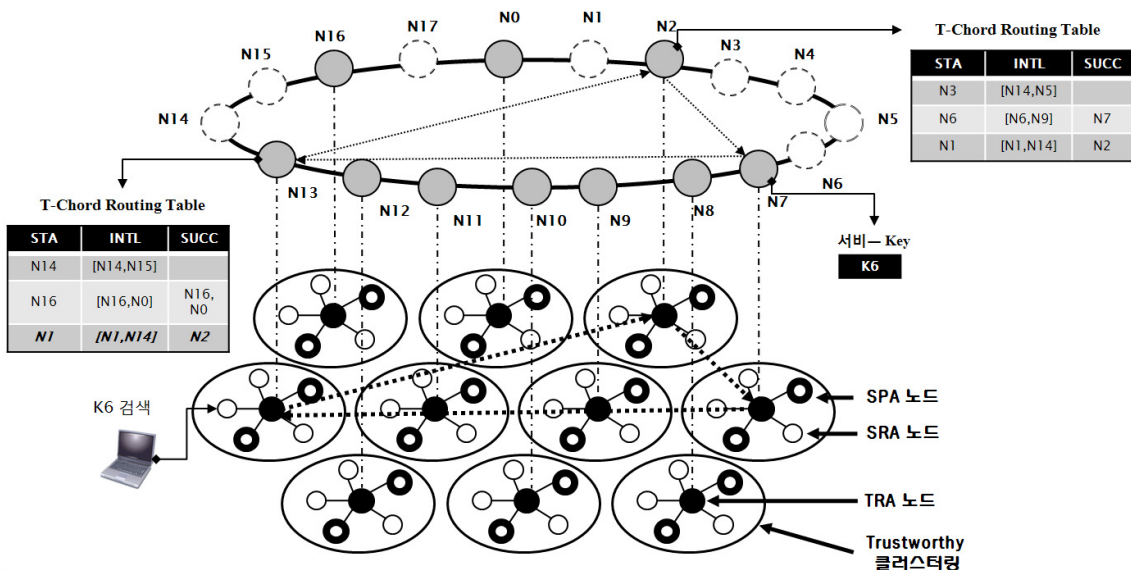 N0
N1
N2
N3
N4
N5
N6
N7
N8
N9
N10
N11
N12
N13
N14
N15
N16
N17
T-Chord Routing Table
STA INTL SUCC
N3 [N14,N5]
N6 [N6,N9] N7
N1 [N1,N14] N2
T-Chord Routing Table
STA INTL SUCC
N14 [N14,N15]
N16 [N16,N0] N16,
N0
N1 [N1,N14] N2
서비— Key
K6
K6 검색
SPA 노드
SRA 노드
TRA 노드
Trustworthy
클러스터링